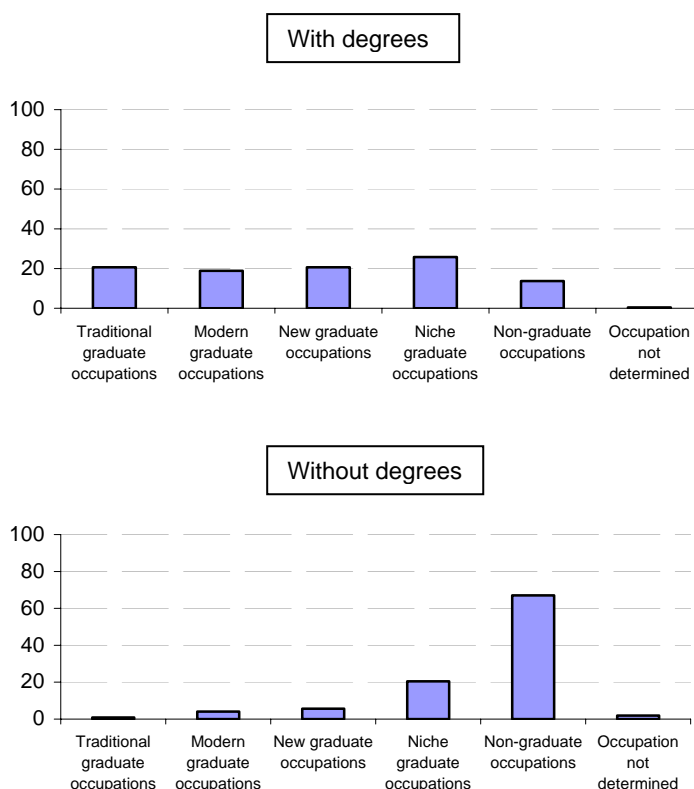 With degrees
100
80
60
40
20
0
Traditional
graduate
occupations
Modern
graduate
occupations
New graduate
occupations
Niche
graduate
occupations
Non-graduate
occupations
Occupation
not
determined
Without degrees
100
80
60
40
20
0
Traditional
graduate
occupations
Modern
graduate
occupations
New graduate
occupations
Niche
graduate
occupations
Non-graduate
occupations
Occupation
not
determined